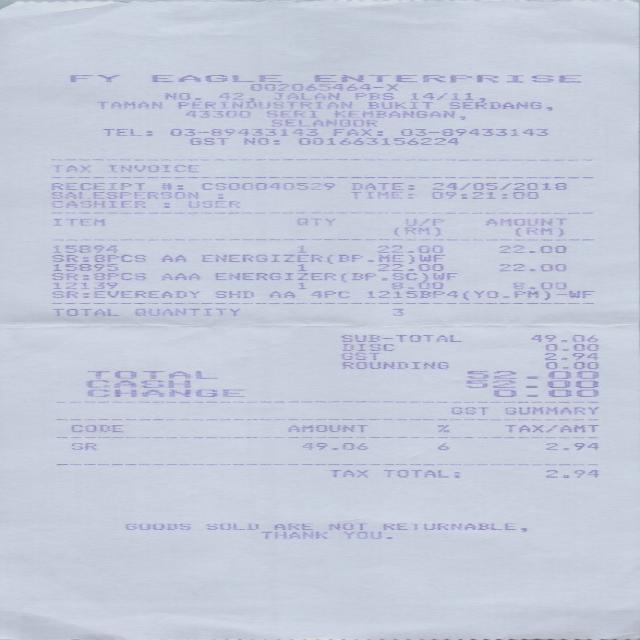 FY EAGLE ENTERPRISE
002065464-X
NO. 42, JALAN PBS 14/11,
TAMAN PERINDUSTRIAN BUKIT SERDANG,
43300 SERI KEMBANGAN,
SELANGOR
TEL: 03-89433143 FAX: 03-89433143
GST NO: 001663156224
TAX INVOICE
RECEIPT #: CS00040529 DATE: 24/05/2018
SALESPERSON : TIME: 09:21:00
CASHIER : USER
ITEM QTY U/P AMOUNT
(RM) (RM)
15894 1 22.00 22.00
SR:8PCS AA ENERGIZER(BP.ME)WF
15895 1 22.00 22.00
SR:8PCS AAA ENERGIZER(BP.SC)WF
12139 1 8.00 8.00
SR:EVEREADY SHD AA 4PC 1215BP4(YO.PM)-WF
TOTAL QUANTITY 3
SUB-TOTAL 49.06
DISC 0.00
GST 2.94
ROUNDING 0.00
TOTAL 52.00
CASH 52.00
CHANGE 0.00
GST SUMMARY
CODE AMOUNT % TAX/AMT
SR 49.06 6 2.94
TAX TOTAL: 2.94
GOODS SOLD ARE NOT RETURNABLE,
THANK YOU.